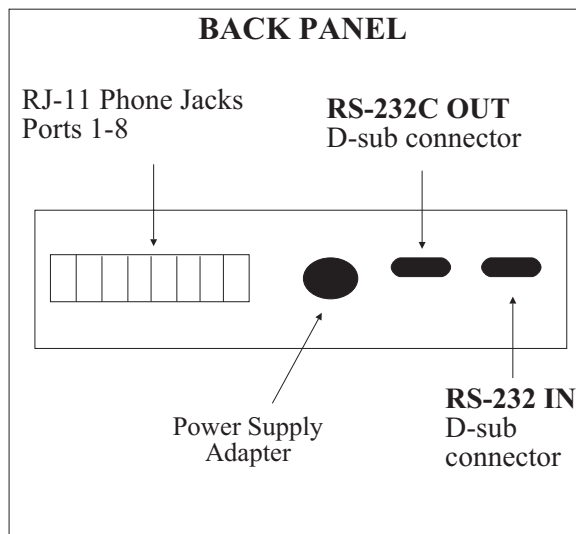 BACK PANEL
RJ-11 Phone Jacks
Ports 1-8
RS-232C OUT
D-sub connector
Power Supply
Adapter
RS-232 IN
D-sub
connector